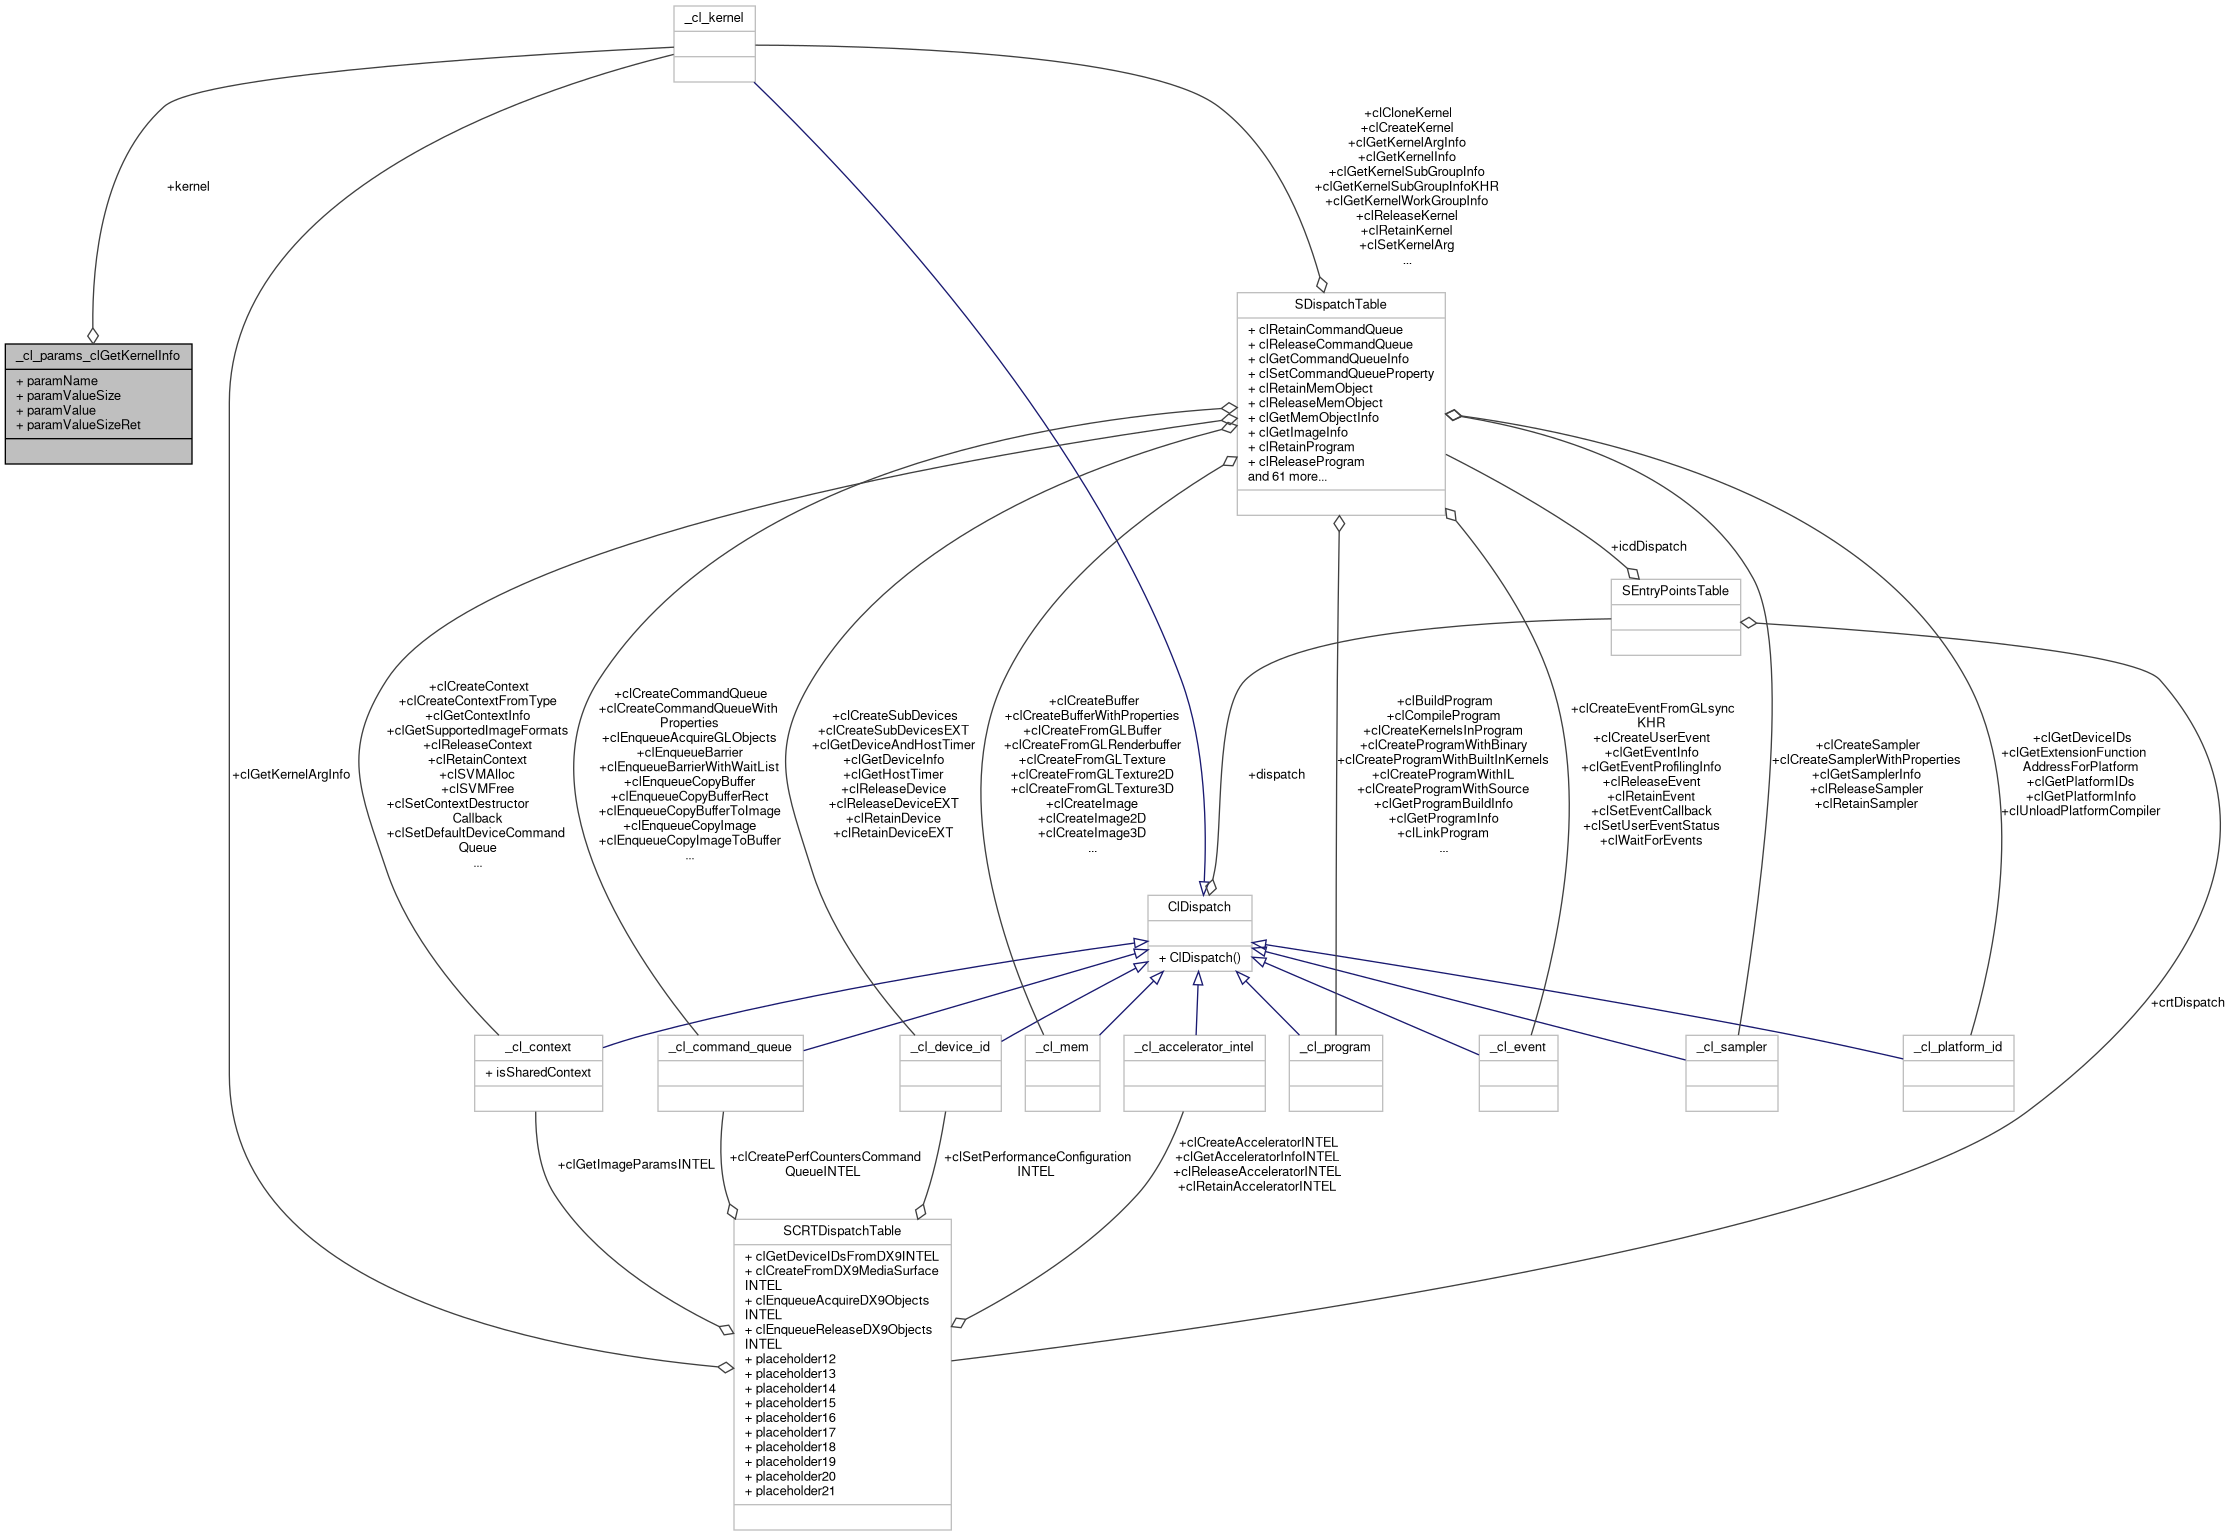 _cl_kernel
+clCloneKernel
+clCreateKernel
+clGetKernelArgInfo
+clGetKernelInfo
+clGetKernelSubGroupInfo
+clGetKernelSubGroupInfoKHR
+clGetKernelWorkGroupInfo
+clReleaseKernel
+clRetainKernel
+clSetKernelArg
...
+kernel
_cl_params_clGetKernelInfo
+ paramName
+ paramValueSize
+ paramValue
+ paramValueSizeRet
SDispatchTable
+ clRetainCommandQueue
+ clReleaseCommandQueue
+ clGetCommandQueueInfo
+ clSetCommandQueueProperty
+ clRetainMemObject
+ clReleaseMemObject
+ clGetMemObjectInfo
+ clGetImageInfo
+ clRetainProgram
+ clReleaseProgram
and 61 more...
+icdDispatch
SEntryPointsTable
+clGetKernelArgInfo
+clCreateContext
+clCreateContextFromType
+clGetContextInfo
+clGetSupportedImageFormats
+clReleaseContext
+clRetainContext
+clSVMAlloc
+clSVMFree
+clSetContextDestructor
Callback
+clSetDefaultDeviceCommand
Queue
...
+clCreateCommandQueue
+clCreateCommandQueueWith
Properties
+clEnqueueAcquireGLObjects
+clEnqueueBarrier
+clEnqueueBarrierWithWaitList
+clEnqueueCopyBuffer
+clEnqueueCopyBufferRect
+clEnqueueCopyBufferToImage
+clEnqueueCopyImage
+clEnqueueCopyImageToBuffer
...
+clCreateSubDevices
+clCreateSubDevicesEXT
+clGetDeviceAndHostTimer
+clGetDeviceInfo
+clGetHostTimer
+clReleaseDevice
+clReleaseDeviceEXT
+clRetainDevice
+clRetainDeviceEXT
+clCreateBuffer
+clCreateBufferWithProperties
+clCreateFromGLBuffer
+clCreateFromGLRenderbuffer
+clCreateFromGLTexture
+clCreateFromGLTexture2D
+clCreateFromGLTexture3D
+clCreateImage
+clCreateImage2D
+clCreateImage3D
...
+dispatch
+clBuildProgram
+clCompileProgram
+clCreateKernelsInProgram
+clCreateProgramWithBinary
+clCreateProgramWithBuiltInKernels
+clCreateProgramWithIL
+clCreateProgramWithSource
+clGetProgramBuildInfo
+clGetProgramInfo
+clLinkProgram
...
+clCreateEventFromGLsync
KHR
+clCreateUserEvent
+clGetEventInfo
+clGetEventProfilingInfo
+clReleaseEvent
+clRetainEvent
+clSetEventCallback
+clSetUserEventStatus
+clWaitForEvents
+clCreateSampler
+clCreateSamplerWithProperties
+clGetSamplerInfo
+clReleaseSampler
+clRetainSampler
+clGetDeviceIDs
+clGetExtensionFunction
AddressForPlatform
+clGetPlatformIDs
+clGetPlatformInfo
+clUnloadPlatformCompiler
ClDispatch
+ ClDispatch()
+crtDispatch
_cl_context
+ isSharedContext
_cl_command_queue
_cl_device_id
_cl_mem
_cl_accelerator_intel
_cl_program
_cl_event
_cl_sampler
_cl_platform_id
+clGetImageParamsINTEL
+clCreatePerfCountersCommand
QueueINTEL
+clSetPerformanceConfiguration
INTEL
+clCreateAcceleratorINTEL
+clGetAcceleratorInfoINTEL
+clReleaseAcceleratorINTEL
+clRetainAcceleratorINTEL
SCRTDispatchTable
+ clGetDeviceIDsFromDX9INTEL
+ clCreateFromDX9MediaSurface
INTEL
+ clEnqueueAcquireDX9Objects
INTEL
+ clEnqueueReleaseDX9Objects
INTEL
+ placeholder12
+ placeholder13
+ placeholder14
+ placeholder15
+ placeholder16
+ placeholder17
+ placeholder18
+ placeholder19
+ placeholder20
+ placeholder21